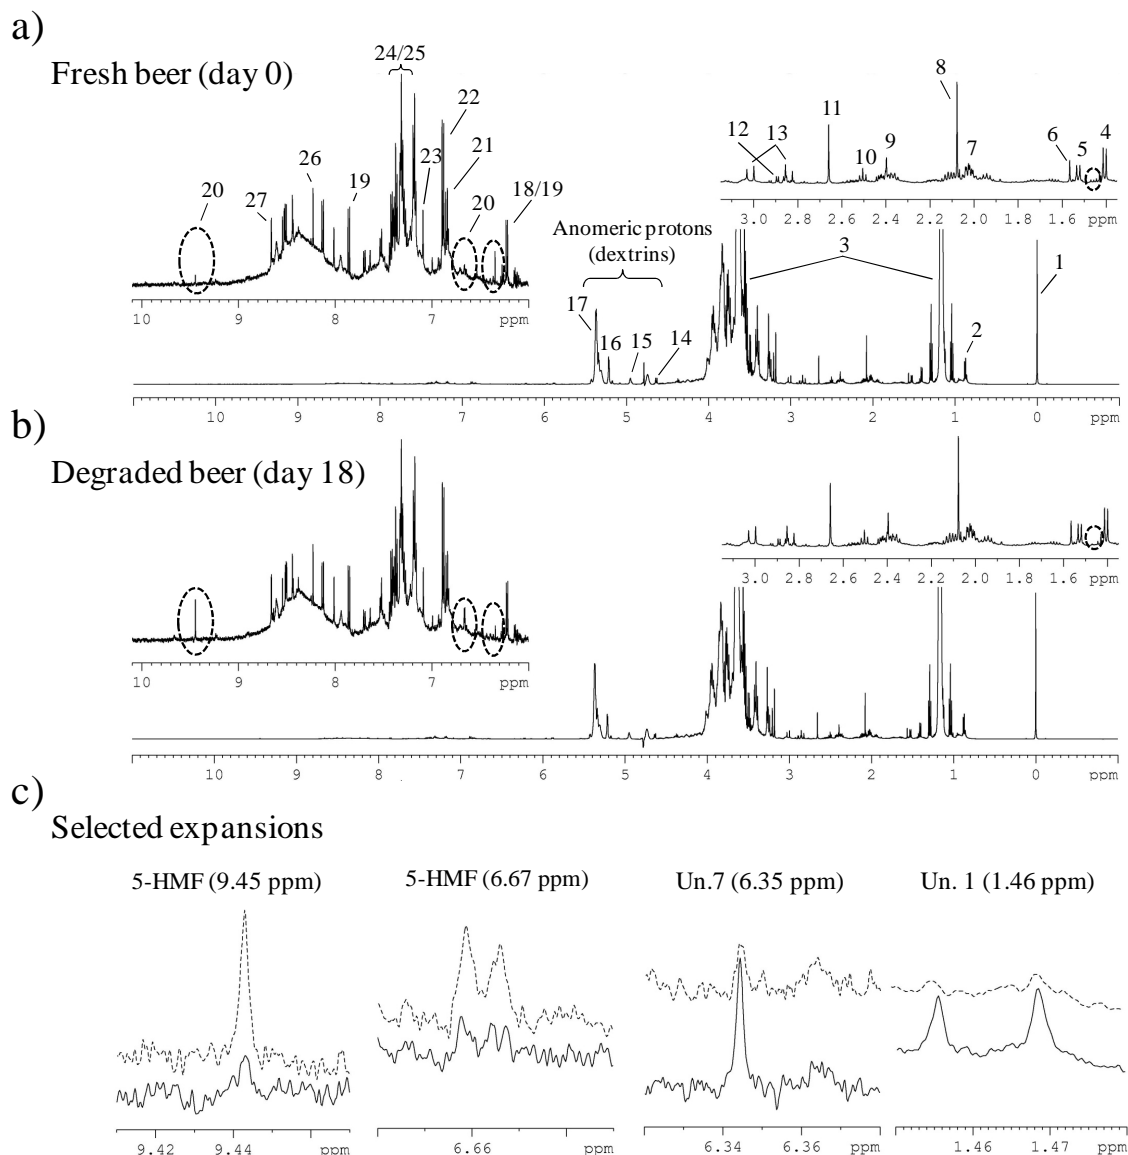 a)
Fresh beer (day 0)
24/25
22
21
20
26
19
23
20
18/19
27
10 9 8 7 ppm
8
11
12
13
10
9
7
6
5
4
3.0 2.8 2.6 2.4 2.2 2.0 1.8 1.6 ppm
Anomeric protons
(dextrins)
17
16
15
14
3
2
1
10 9 8 7 6 5 4 3 2 1 0 ppm
b)
Degraded beer (day 18)
10 9 8 7 ppm
3.0 2.8 2.6 2.4 2.2 2.0 1.8 1.6 ppm
10 9 8 7 6 5 4 3 2 1 0 ppm
c)
Selected expansions
5-HMF (9.45 ppm)
5-HMF (6.67 ppm)
Un.7 (6.35 ppm)
Un. 1 (1.46 ppm)
9.42 9.44 ppm
6.66 ppm
6.34 6.36 ppm
1.46 1.47 ppm